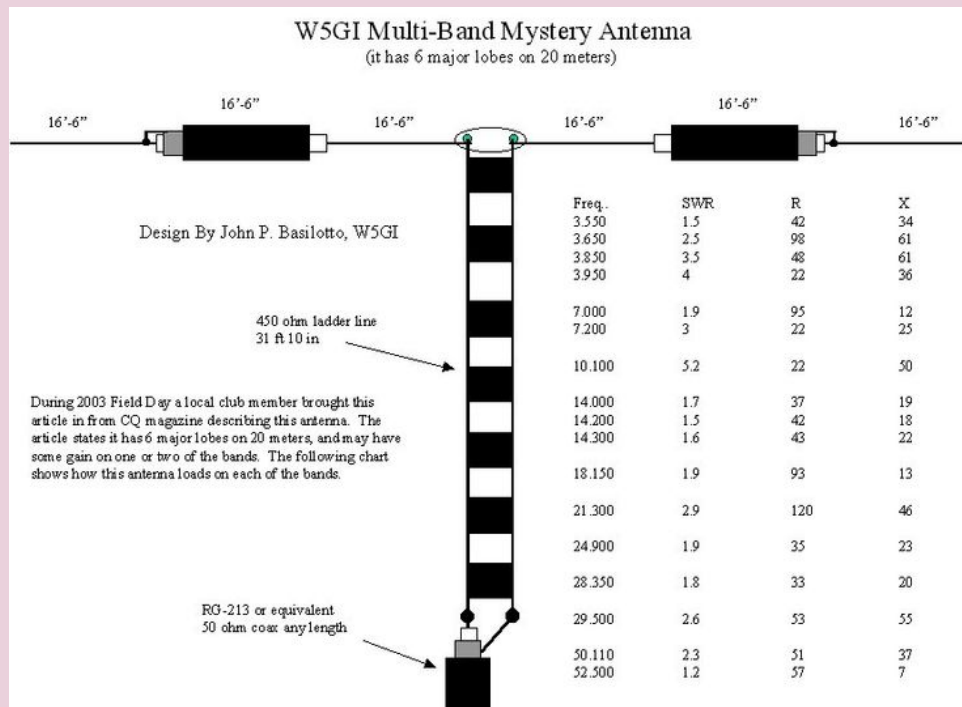 W5GI Multi-Band Mystery Antenna
(it has 6 major lobes on 20 meters)
16'-6" 16'-6" 16'-6" 16'-6" 16'-6" 16'-6"
Design By John P. Basilotto, W5GI
450 ohm ladder line
31 ft 10 in
During 2003 Field Day a local club member brought this
article in from CQ magazine describing this antenna. The
article states it has 6 major lobes on 20 meters, and may have
some gain on one or two of the bands. The following chart
shows how this antenna loads on each of the bands.
RG-213 or equivalent
50 ohm coax any length
Freq.. SWR R X
3.550 1.5 42 34
3.650 2.5 98 61
3.850 3.5 48 61
3.950 4 22 36
7.000 1.9 95 12
7.200 3 22 25
10.100 5.2 22 50
14.000 1.7 37 19
14.200 1.5 42 18
14.300 1.6 43 22
18.150 1.9 93 13
21.300 2.9 120 46
24.900 1.9 35 23
28.350 1.8 33 20
29.500 2.6 53 55
50.110 2.3 51 37
52.500 1.2 57 7